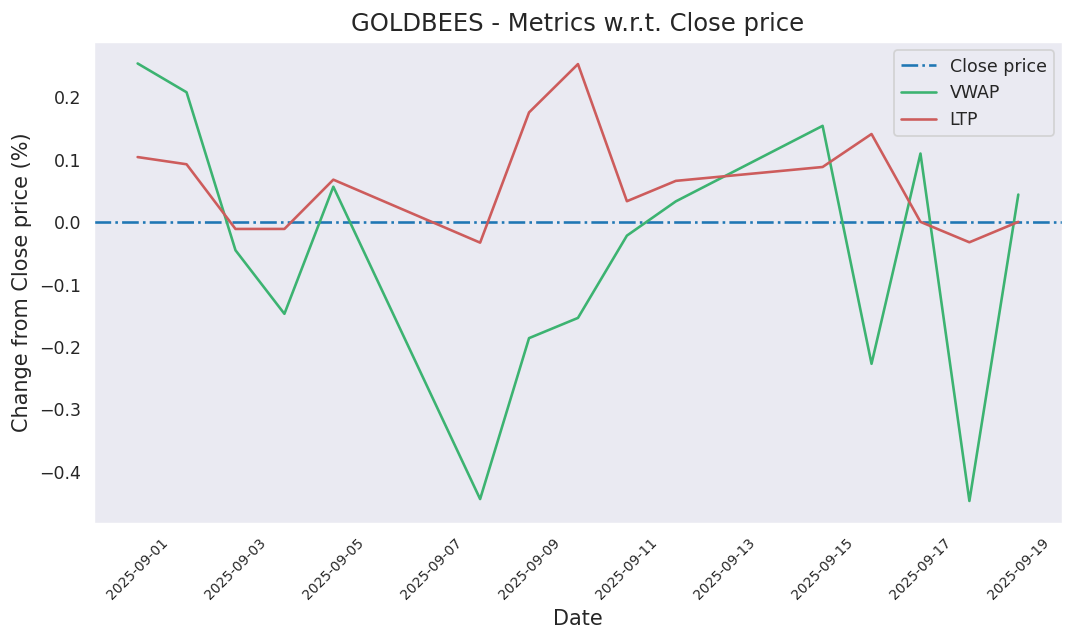 GOLDBEES - Metrics w.r.t. Close price
Close price
VWAP
LTP
Change from Close price (%)
0.2
0.1
0.0
−0.1
−0.2
−0.3
−0.4
2025-09-01
2025-09-03
2025-09-05
2025-09-07
2025-09-09
2025-09-11
2025-09-13
2025-09-15
2025-09-17
2025-09-19
Date